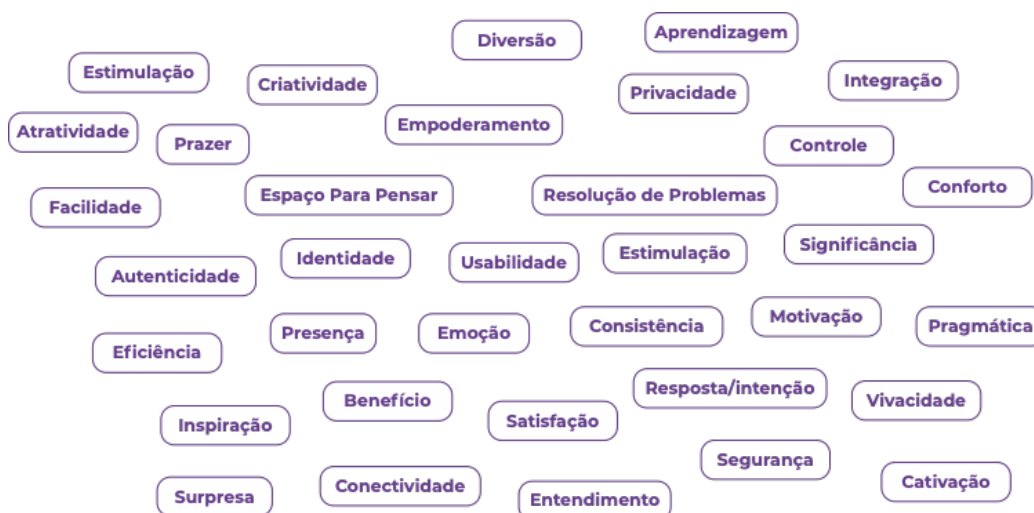 Diversão
Aprendizagem
Estimulação
Criatividade
Privacidade
Integração
Atratividade
Prazer
Empoderamento
Controle
Facilidade
Espaço Para Pensar
Resolução de Problemas
Conforto
Autenticidade
Identidade
Usabilidade
Estimulação
Significância
Eficiência
Presença
Emoção
Consistência
Motivação
Pragmática
Inspiração
Benefício
Satisfação
Resposta/intenção
Vivacidade
Surpresa
Conectividade
Entendimento
Segurança
Cativação